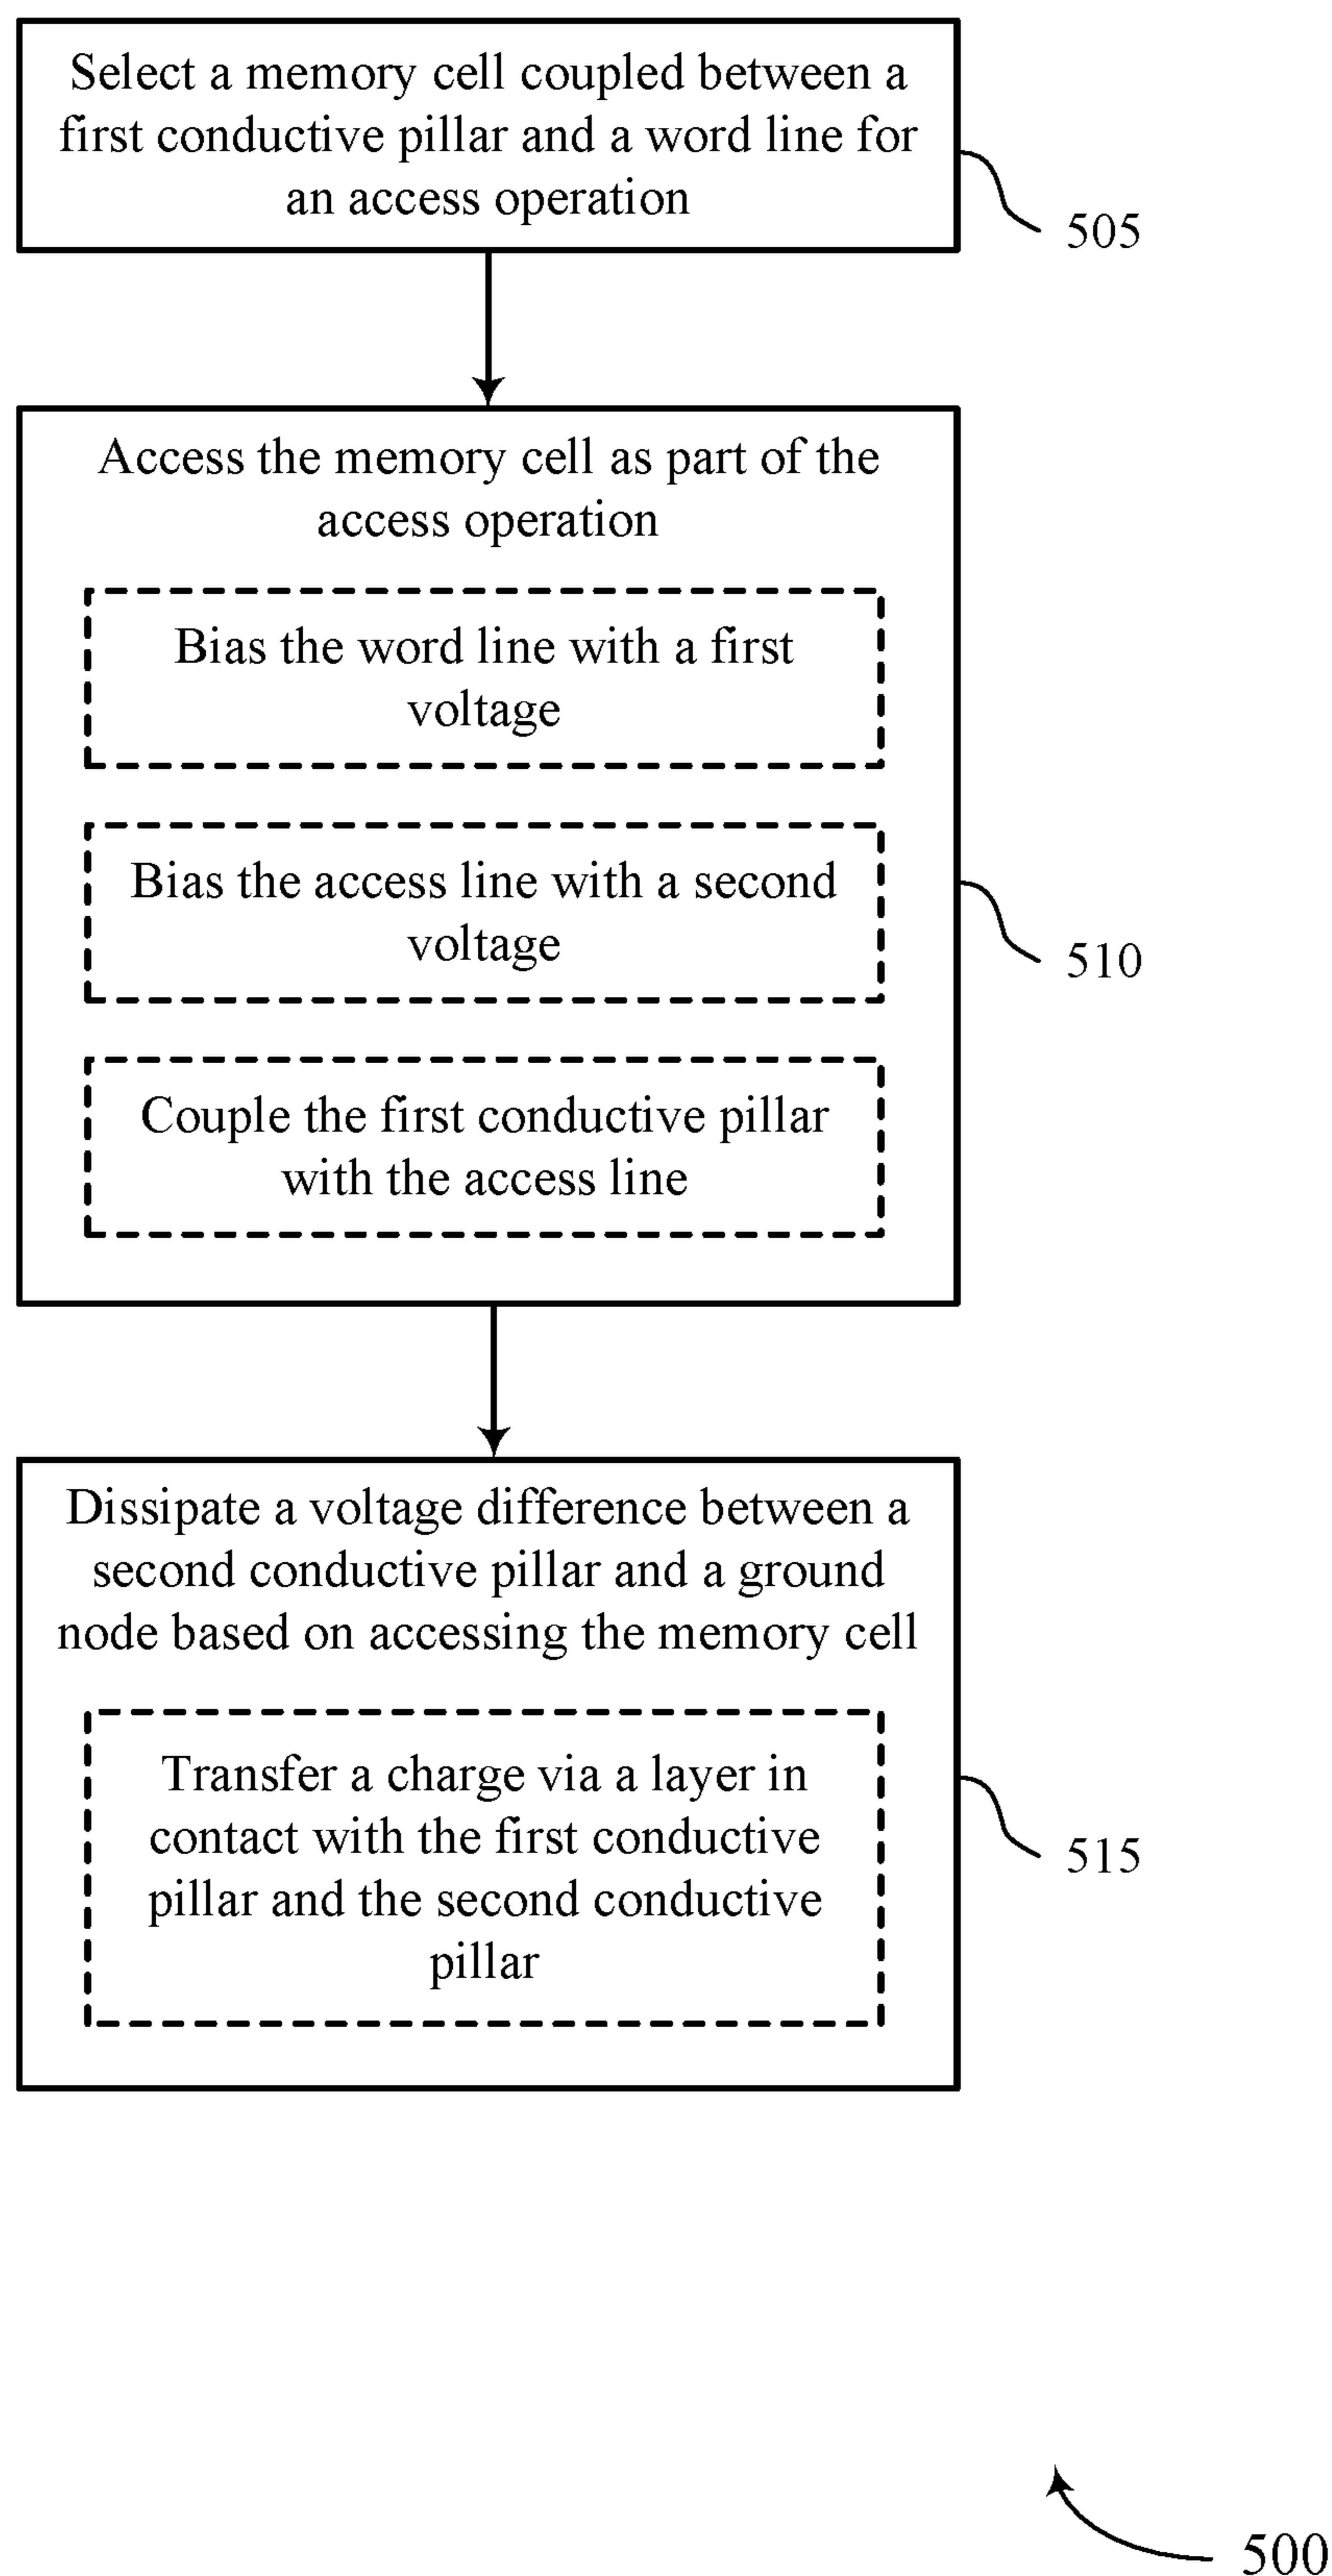 Select a memory cell coupled between a
first conductive pillar and a word line for
an access operation
505
Access the memory cell as part of the
access operation
Bias the word line with a first
voltage
Bias the access line with a second
voltage
510
Couple the first conductive pillar
with the access line
Dissipate a voltage difference between a
second conductive pillar and a ground
node based on accessing the memory cell
Transfer a charge via a layer in
contact with the first conductive
pillar and the second conductive
pillar
515
500